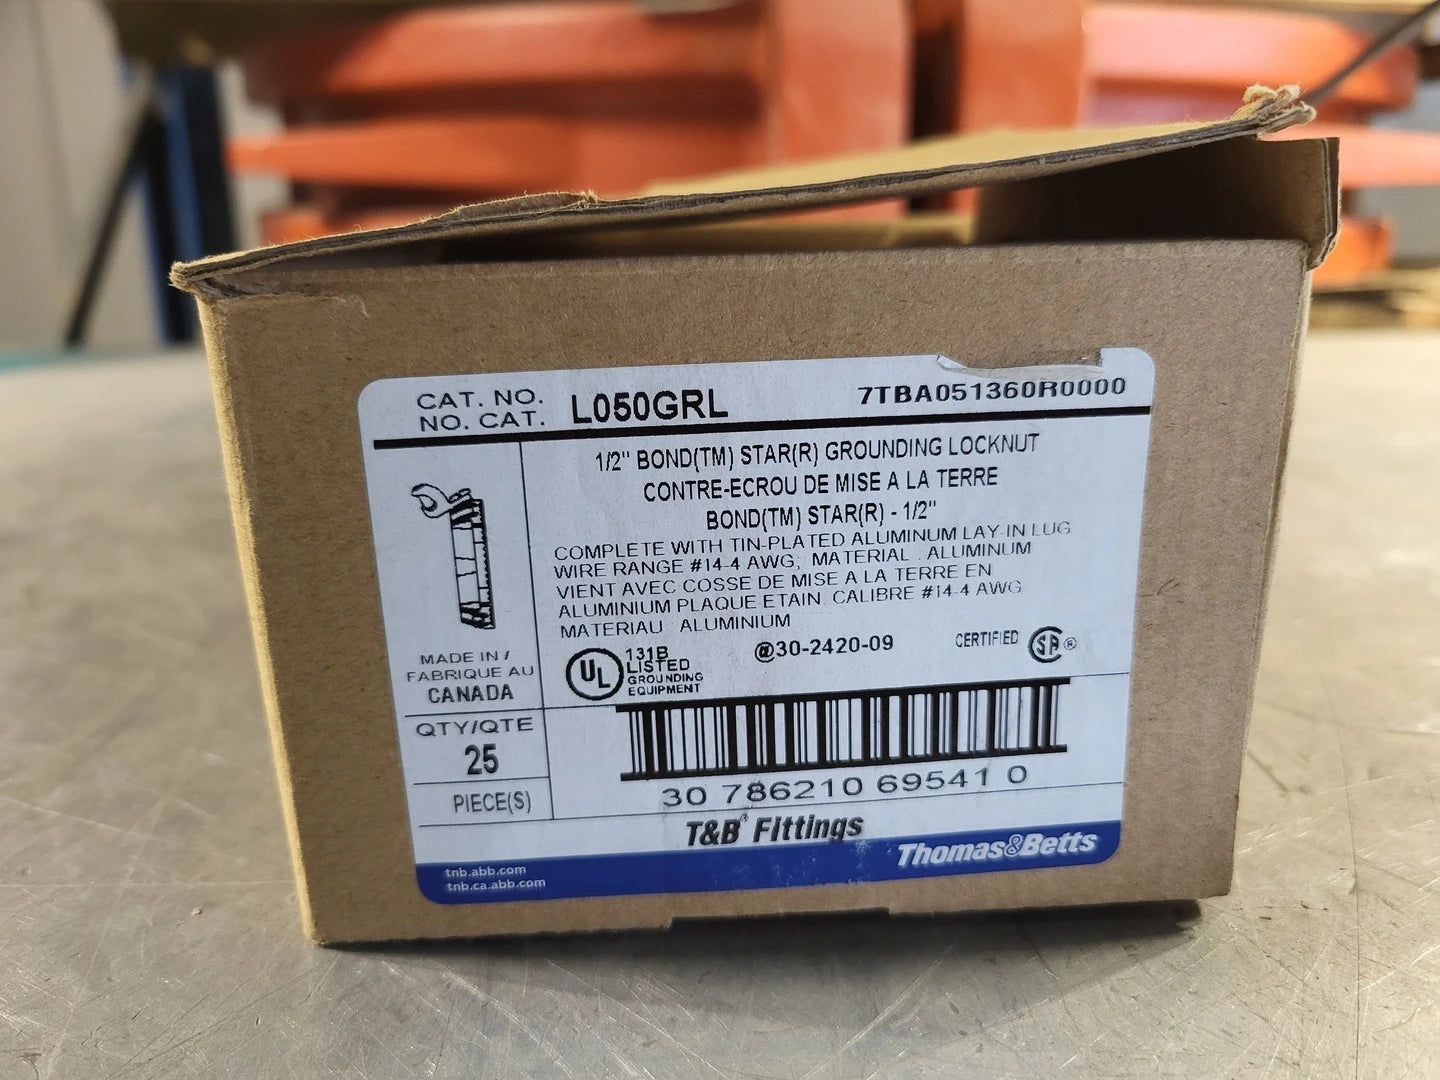 CAT. NO.
NO. CAT.
L050GRL
7TBA051360R0000
1/2" BOND(TM) STAR(R) GROUNDING LOCKNUT
CONTRE-ECROU DE MISE A LA TERRE
BOND(TM) STAR(R) - 1/2"
COMPLETE WITH TIN-PLATED ALUMINUM LAY-IN LUG
WIRE RANGE #14-4 AWG; MATERIAL : ALUMINUM
VIENT AVEC COSSE DE MISE A LA TERRE EN
ALUMINIUM PLAQUE ETAIN. CALIBRE #14-4 AWG
MATERIAU : ALUMINIUM
MADE IN /
FABRIQUE AU
CANADA
UL
131B
LISTED
GROUNDING
EQUIPMENT
@30-2420-09
CERTIFIED SA®
QTY/QTE
25
PIECE(S)
30 786210 69541 0
T&B® Fittings
tnb.abb.com
tnb.ca.abb.com
Thomas&Betts